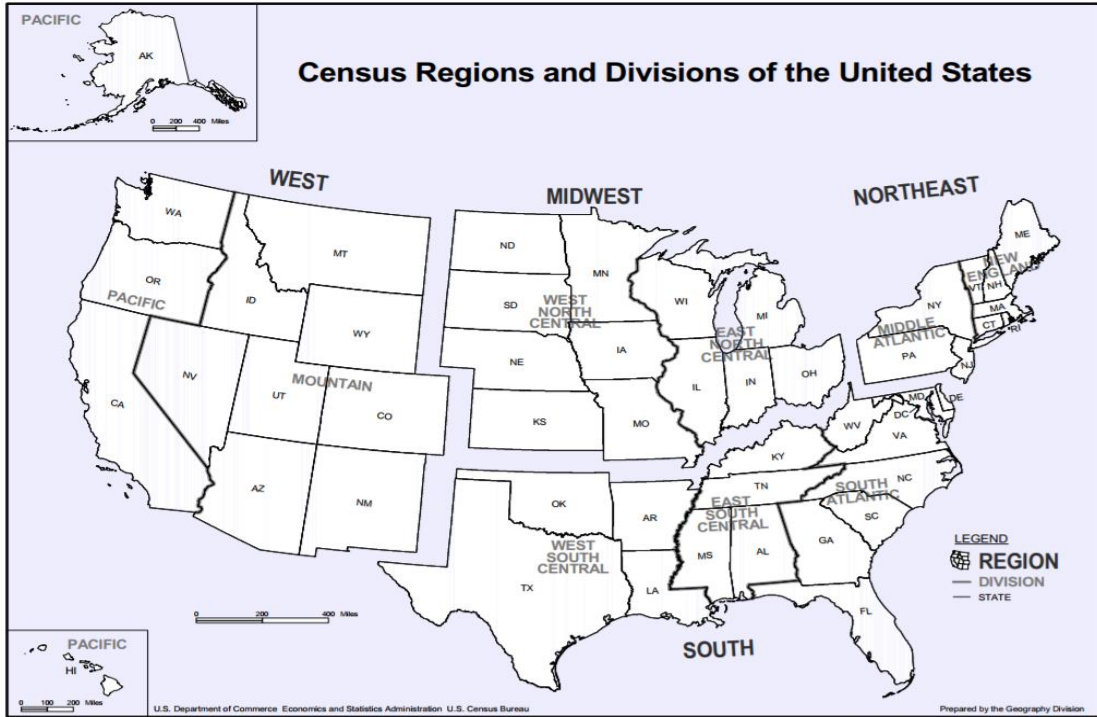 PACIFIC
AK
0 200 400 Miles
Census Regions and Divisions of the United States
WEST
MIDWEST
NORTHEAST
WA
MT
ND
MN
ME
OR
ID
SD
WI
MI
NY
VT
NH
NEW
ENGLAND
MA
CT
RI
PACIFIC
WY
WEST
NORTH
CENTRAL
EAST
NORTH
CENTRAL
MIDDLE
ATLANTIC
PA
NJ
NV
MOUNTAIN
NE
IA
IL
IN
OH
CA
UT
CO
KS
MO
WV
MD
DE
DC
VA
KY
AZ
NM
OK
AR
TN
EAST
SOUTH
CENTRAL
SOUTH
ATLANTIC
NC
SC
WEST
SOUTH
CENTRAL
TX
LA
MS
AL
GA
FL
LEGEND
REGION
DIVISION
STATE
0 200 400 Miles
SOUTH
PACIFIC
HI
0 100 200 Miles
U.S. Department of Commerce Economics and Statistics Administration U.S. Census Bureau
Prepared by the Geography Division